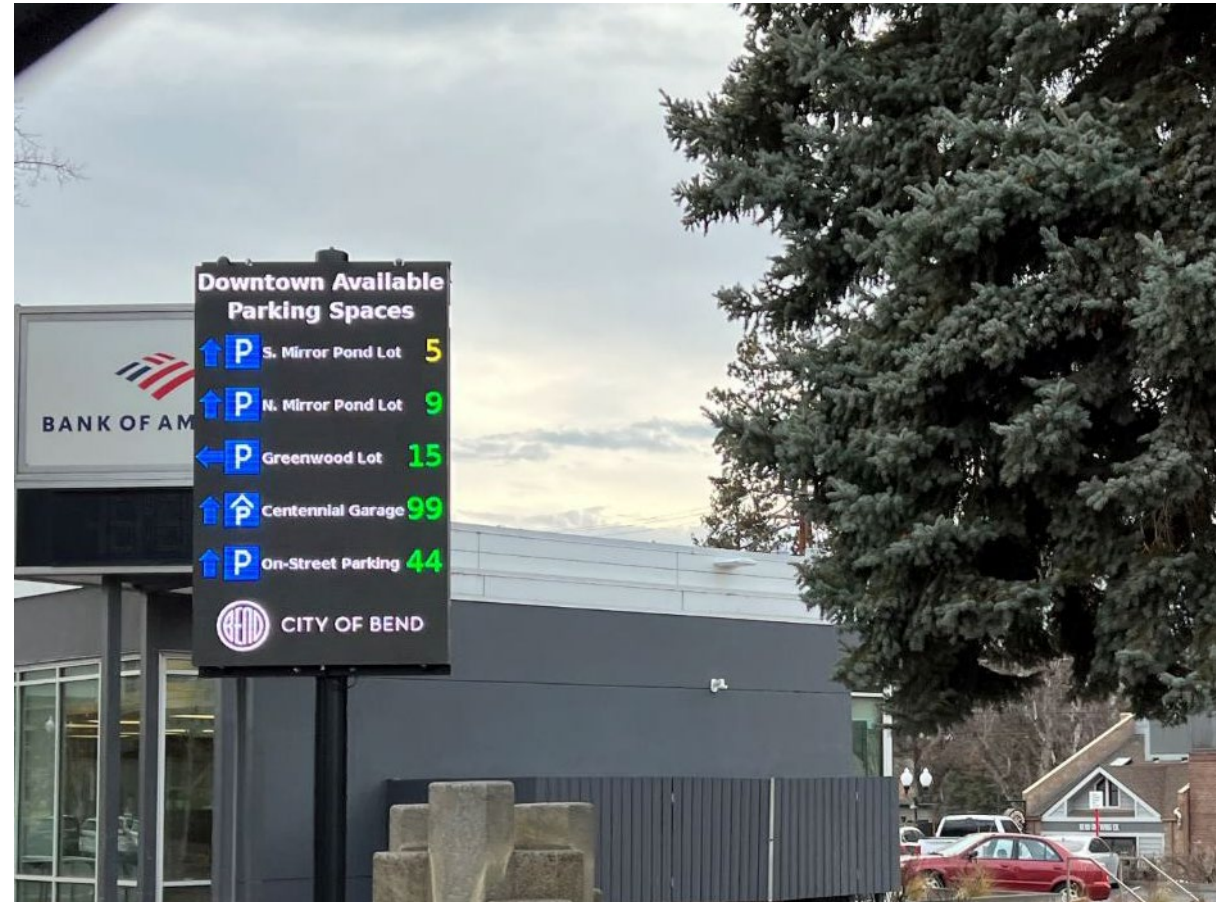 Downtown Available
Parking Spaces
P S. Mirror Pond Lot 5
P N. Mirror Pond Lot 9
P Greenwood Lot 15
P Centennial Garage 99
P On-Street Parking 44
BEND CITY OF BEND
BANK OF AM